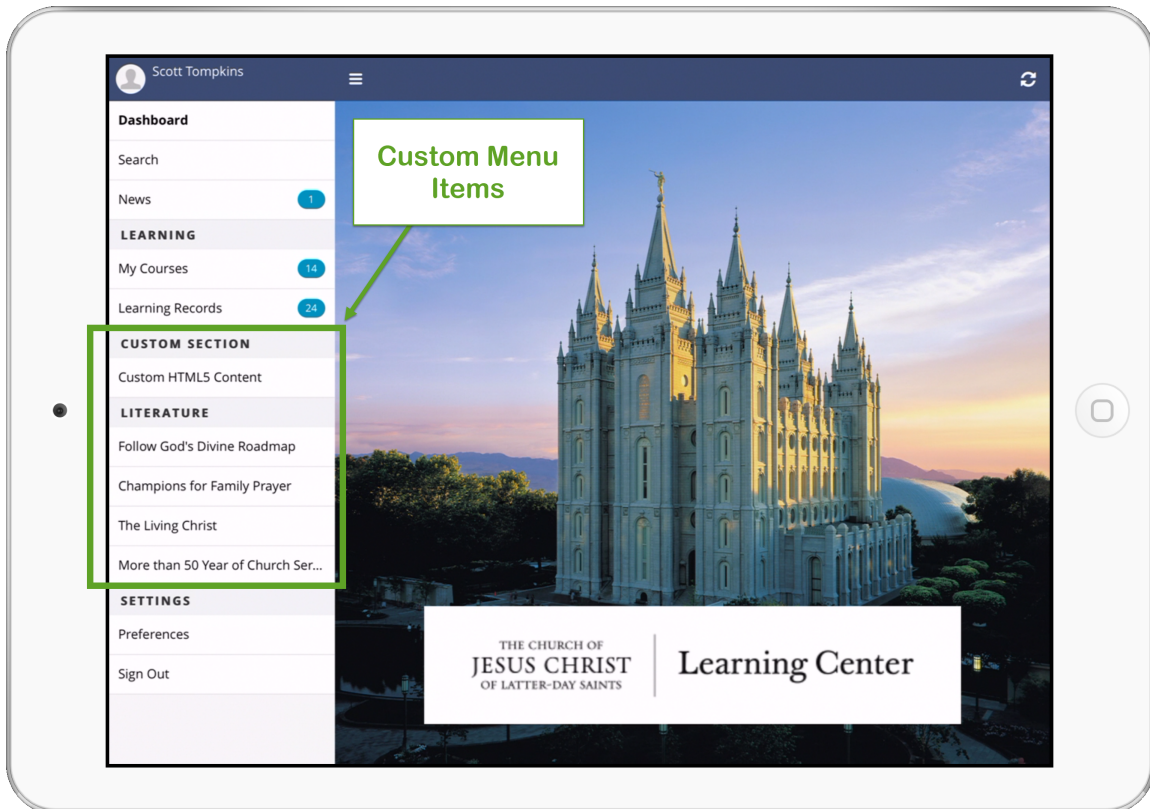 Scott Tompkins
Dashboard
Search
News 1
LEARNING
My Courses 14
Learning Records 24
CUSTOM SECTION
Custom HTML5 Content
LITERATURE
Follow God's Divine Roadmap
Champions for Family Prayer
The Living Christ
More than 50 Year of Church Ser...
SETTINGS
Preferences
Sign Out
Custom Menu
Items
THE CHURCH OF
JESUS CHRIST
OF LATTER-DAY SAINTS
Learning Center